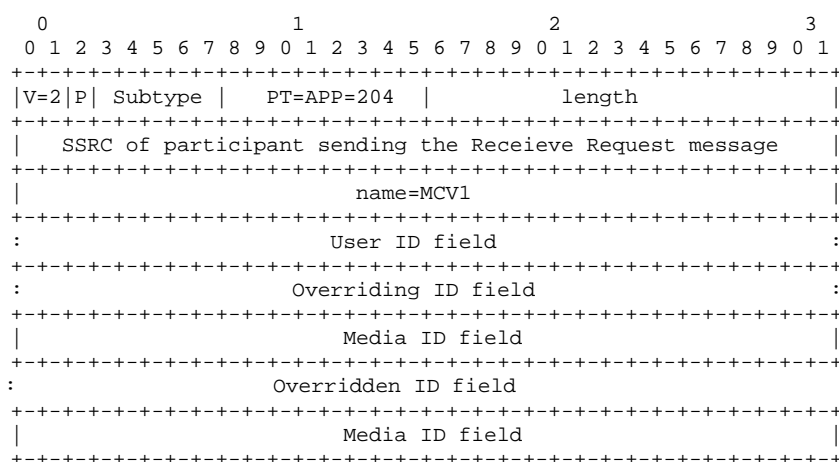 0                   1                   2                   3
0 1 2 3 4 5 6 7 8 9 0 1 2 3 4 5 6 7 8 9 0 1 2 3 4 5 6 7 8 9 0 1
+-+-+-+-+-+-+-+-+-+-+-+-+-+-+-+-+-+-+-+-+-+-+-+-+-+-+-+-+-+-+-+-+
|V=2|P| Subtype |   PT=APP=204  |          length               |
+-+-+-+-+-+-+-+-+-+-+-+-+-+-+-+-+-+-+-+-+-+-+-+-+-+-+-+-+-+-+-+-+
|   SSRC of participant sending the Receieve Request message    |
+-+-+-+-+-+-+-+-+-+-+-+-+-+-+-+-+-+-+-+-+-+-+-+-+-+-+-+-+-+-+-+-+
|                          name=MCV1                            |
+-+-+-+-+-+-+-+-+-+-+-+-+-+-+-+-+-+-+-+-+-+-+-+-+-+-+-+-+-+-+-+-+
:                        User ID field                          :
+-+-+-+-+-+-+-+-+-+-+-+-+-+-+-+-+-+-+-+-+-+-+-+-+-+-+-+-+-+-+-+-+
:                     Overriding ID field                       :
+-+-+-+-+-+-+-+-+-+-+-+-+-+-+-+-+-+-+-+-+-+-+-+-+-+-+-+-+-+-+-+-+
|                         Media ID field                        |
+-+-+-+-+-+-+-+-+-+-+-+-+-+-+-+-+-+-+-+-+-+-+-+-+-+-+-+-+-+-+-+-+
:                    Overridden ID field
+-+-+-+-+-+-+-+-+-+-+-+-+-+-+-+-+-+-+-+-+-+-+-+-+-+-+-+-+-+-+-+-+
|                         Media ID field                        |
+-+-+-+-+-+-+-+-+-+-+-+-+-+-+-+-+-+-+-+-+-+-+-+-+-+-+-+-+-+-+-+-+